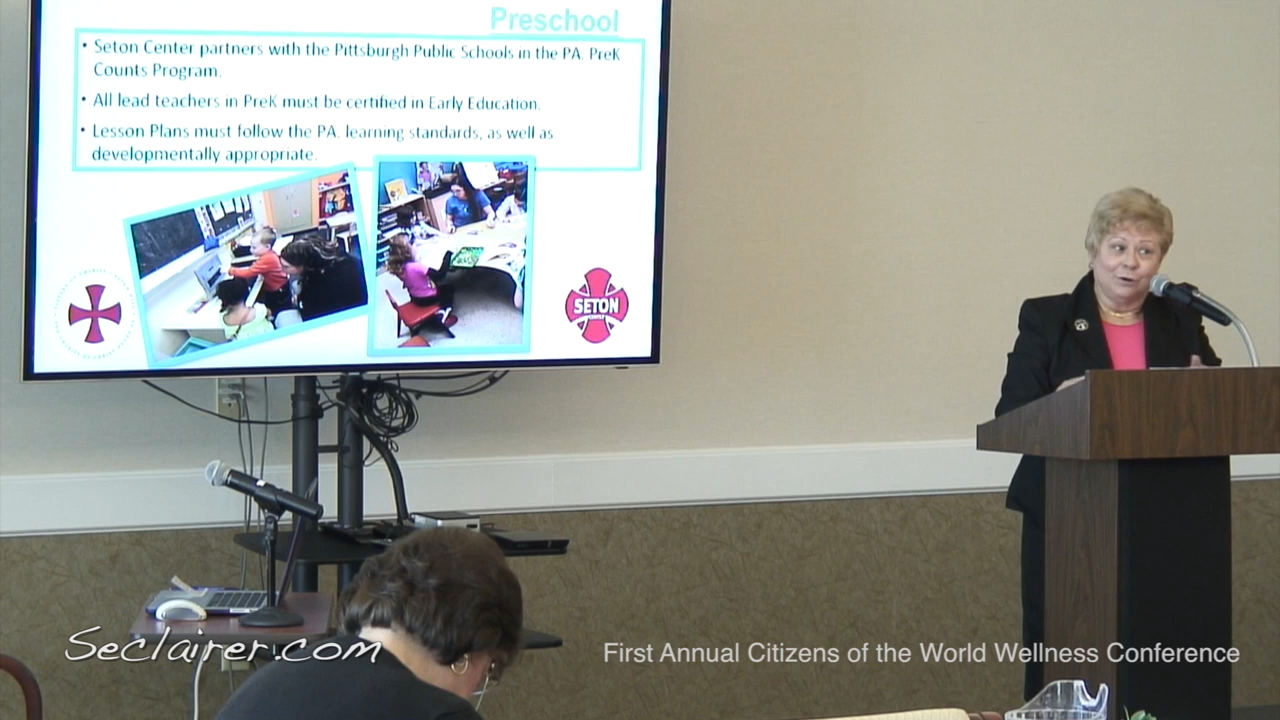 Preschool
• Seton Center partners with the Pittsburgh Public Schools in the PA. PreK
Counts Program.
• All lead teachers in PreK must be certified in Early Education.
• Lesson Plans must follow the PA. learning standards, as well as
developmentally appropriate.
SETON
CENTER
Seclairer.com
First Annual Citizens of the World Wellness Conference